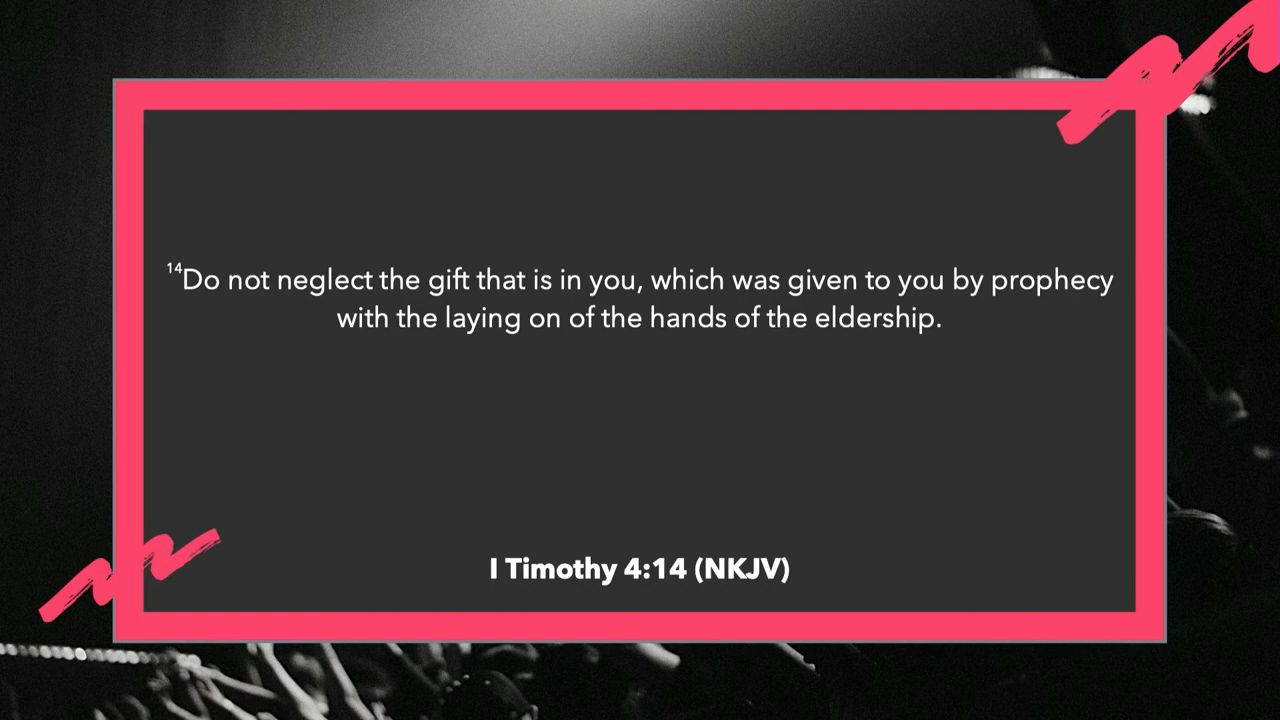 ¹⁴Do not neglect the gift that is in you, which was given to you by prophecy
with the laying on of the hands of the eldership.
I Timothy 4:14 (NKJV)